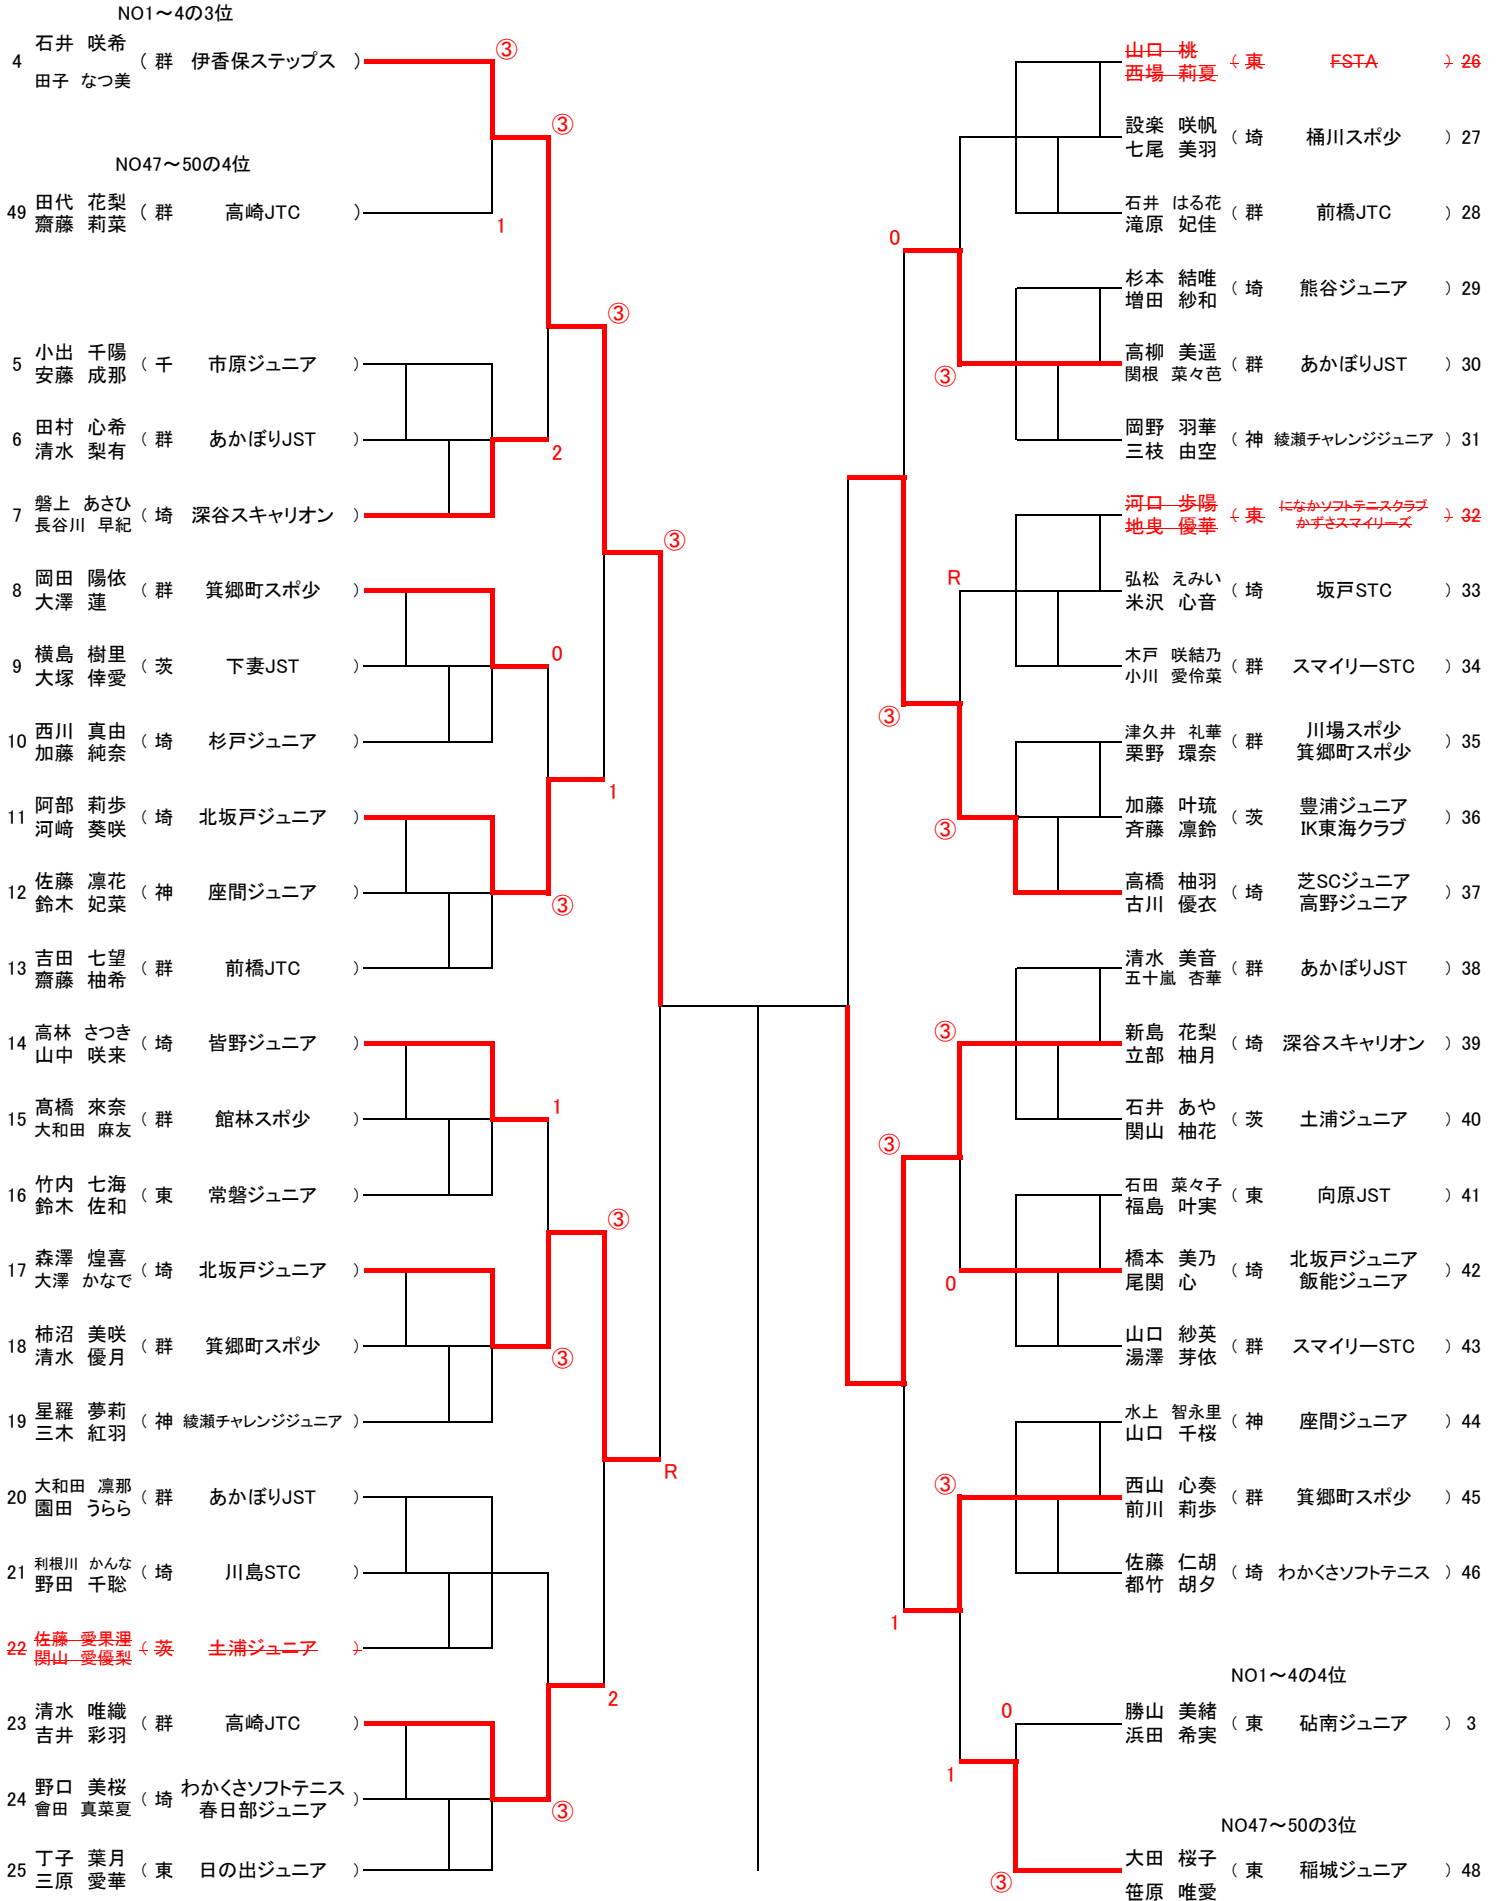 NO1～4の3位
4 石井 咲希 田子 なつ美 （ 群 伊香保ステップス ）
③
③
NO47～50の4位
49 田代 花梨 齋藤 莉菜 （ 群 高崎JTC ）
1
③
5 小出 千陽 安藤 成那 （ 千 市原ジュニア ）
6 田村 心希 清水 梨有 （ 群 あかぼりJST ）
2
7 磐上 あさひ 長谷川 早紀 （ 埼 深谷スキャリオン ）
③
8 岡田 陽依 大澤 蓮 （ 群 箕郷町スポ少 ）
0
9 横島 樹里 大塚 倖愛 （ 茨 下妻JST ）
10 西川 真由 加藤 純奈 （ 埼 杉戸ジュニア ）
1
11 阿部 莉歩 河﨑 葵咲 （ 埼 北坂戸ジュニア ）
12 佐藤 凛花 鈴木 妃菜 （ 神 座間ジュニア ）
③
13 吉田 七望 齋藤 柚希 （ 群 前橋JTC ）
14 高林 さつき 山中 咲来 （ 埼 皆野ジュニア ）
1
15 髙橋 來奈 大和田 麻友 （ 群 館林スポ少 ）
16 竹内 七海 鈴木 佐和 （ 東 常磐ジュニア ）
③
17 森澤 煌喜 大澤 かなで （ 埼 北坂戸ジュニア ）
18 柿沼 美咲 清水 優月 （ 群 箕郷町スポ少 ）
③
19 星羅 夢莉 三木 紅羽 （ 神 綾瀬チャレンジジュニア ）
R
20 大和田 凛那 園田 うらら （ 群 あかぼりJST ）
21 利根川 かんな 野田 千聡 （ 埼 川島STC ）
22 佐藤 愛果浬 関山 愛優梨 （ 茨 土浦ジュニア ）
2
23 清水 唯織 吉井 彩羽 （ 群 高崎JTC ）
24 野口 美桜 會田 真菜夏 （ 埼 わかくさソフトテニス 春日部ジュニア ）
③
25 丁子 葉月 三原 愛華 （ 東 日の出ジュニア ）
山口 桃 西場 莉夏 （ 東 FSTA ） 26
設楽 咲帆 七尾 美羽 （ 埼 桶川スポ少 ） 27
石井 はる花 滝原 妃佳 （ 群 前橋JTC ） 28
0
杉本 結唯 増田 紗和 （ 埼 熊谷ジュニア ） 29
高柳 美遥 関根 菜々芭 （ 群 あかぼりJST ） 30
③
岡野 羽華 三枝 由空 （ 神 綾瀬チャレンジジュニア ） 31
河口 歩陽 地曳 優華 （ 東 になかソフトテニスクラブ かずさスマイリーズ ） 32
R
弘松 えみい 米沢 心音 （ 埼 坂戸STC ） 33
木戸 咲結乃 小川 愛伶菜 （ 群 スマイリーSTC ） 34
③
津久井 礼華 栗野 環奈 （ 群 川場スポ少 箕郷町スポ少 ） 35
加藤 叶琉 斉藤 凛鈴 （ 茨 豊浦ジュニア IK東海クラブ ） 36
③
高橋 柚羽 古川 優衣 （ 埼 芝SCジュニア 高野ジュニア ） 37
清水 美音 五十嵐 杏華 （ 群 あかぼりJST ） 38
③
新島 花梨 立部 柚月 （ 埼 深谷スキャリオン ） 39
石井 あや 関山 柚花 （ 茨 土浦ジュニア ） 40
③
石田 菜々子 福島 叶実 （ 東 向原JST ） 41
橋本 美乃 尾関 心 （ 埼 北坂戸ジュニア 飯能ジュニア ） 42
0
山口 紗英 湯澤 芽依 （ 群 スマイリーSTC ） 43
水上 智永里 山口 千桜 （ 神 座間ジュニア ） 44
③
西山 心奏 前川 莉歩 （ 群 箕郷町スポ少 ） 45
佐藤 仁胡 都竹 胡夕 （ 埼 わかくさソフトテニス ） 46
1
NO1～4の4位
0
勝山 美緒 浜田 希実 （ 東 砧南ジュニア ） 3
1
NO47～50の3位
大田 桜子 笹原 唯愛 （ 東 稲城ジュニア ） 48
③